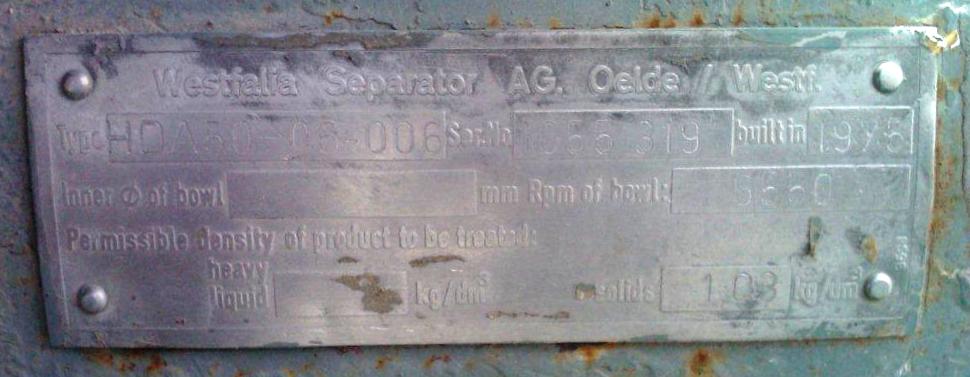 Westfalia Separator AG. Oelde // Westf.
Type HDA50-06-006 Ser.No 1655 319 built in 1975
Inner ϕ of bowl mm Rpm of bowl: 5560
Permissible density of product to be treated:
heavy
liquid kg/dm³ solids 1.03 kg/dm³